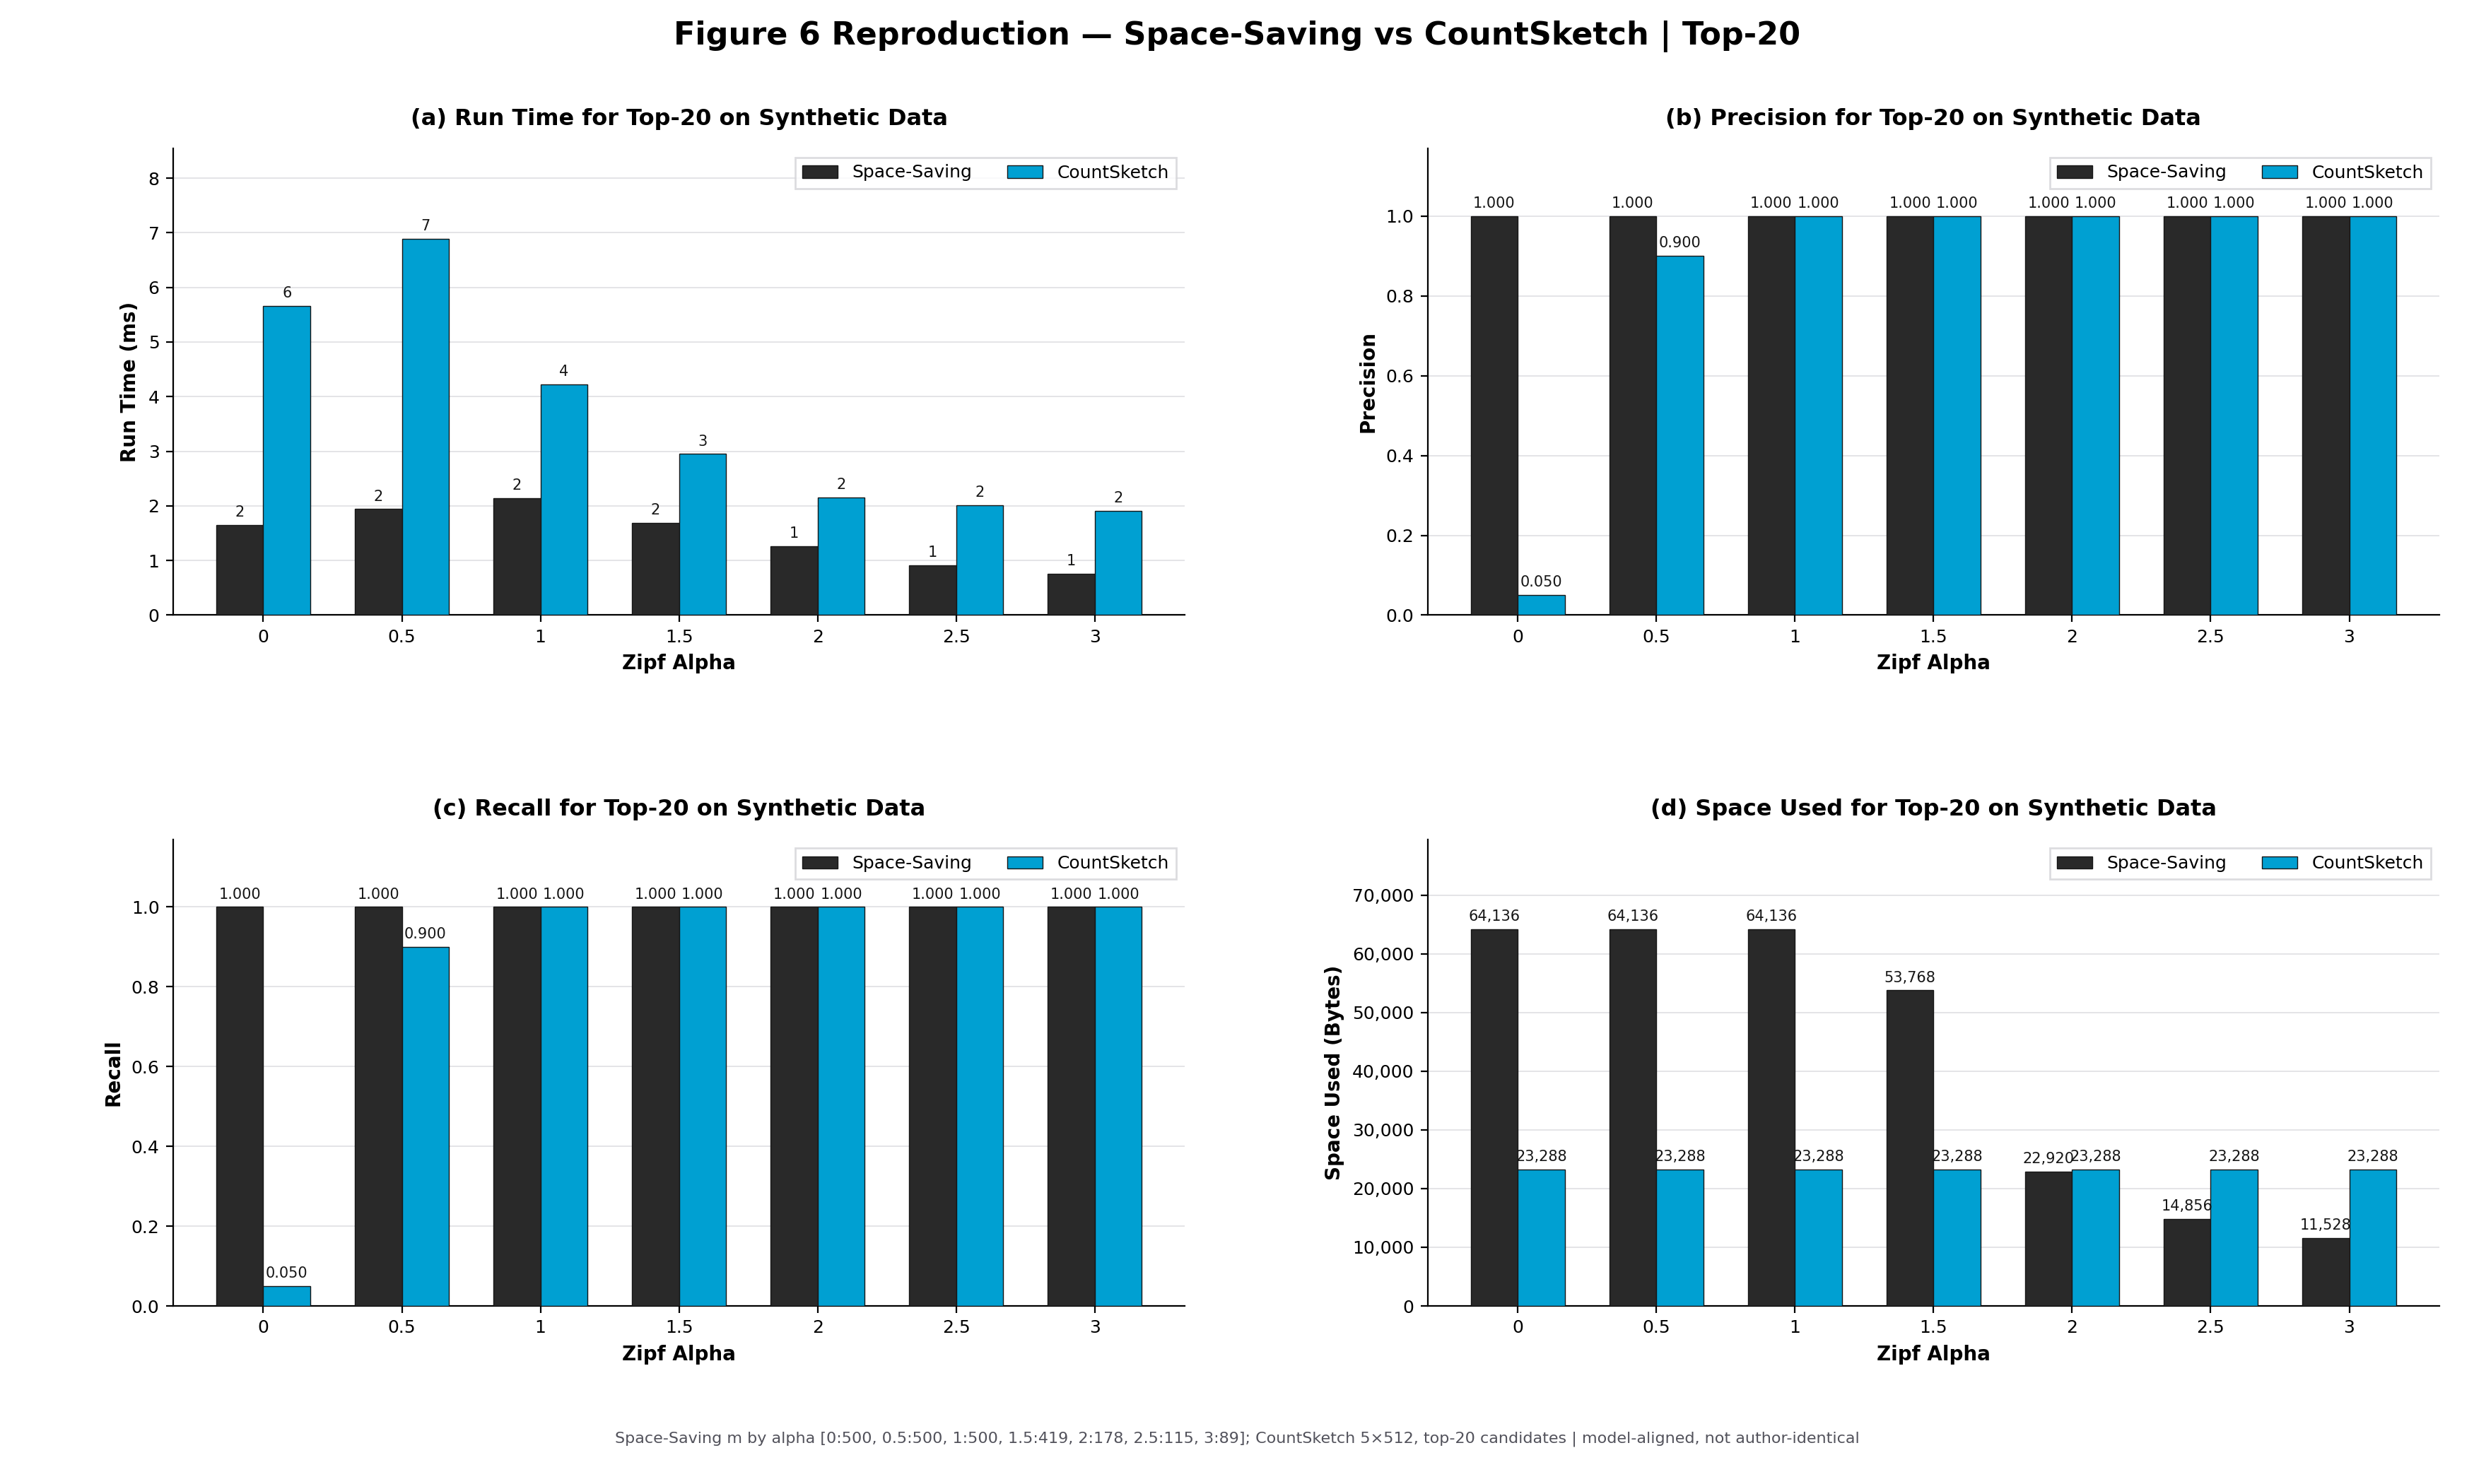 Figure 6 Reproduction — Space-Saving vs CountSketch | Top-20
(a) Run Time for Top-20 on Synthetic Data
Space-Saving CountSketch
Run Time (ms)
8
7
6
5
4
3
2
1
0
2 6
2 7
2 4
2 3
1 2
1 2
1 2
0 0.5 1 1.5 2 2.5 3
Zipf Alpha
(b) Precision for Top-20 on Synthetic Data
Space-Saving CountSketch
Precision
1.0
0.8
0.6
0.4
0.2
0.0
1.000 0.050
1.000 0.900
1.000 1.000
1.000 1.000
1.000 1.000
1.000 1.000
1.000 1.000
0 0.5 1 1.5 2 2.5 3
Zipf Alpha
(c) Recall for Top-20 on Synthetic Data
Space-Saving CountSketch
Recall
1.0
0.8
0.6
0.4
0.2
0.0
1.000 0.050
1.000 0.900
1.000 1.000
1.000 1.000
1.000 1.000
1.000 1.000
1.000 1.000
0 0.5 1 1.5 2 2.5 3
Zipf Alpha
(d) Space Used for Top-20 on Synthetic Data
Space-Saving CountSketch
Space Used (Bytes)
70,000
60,000
50,000
40,000
30,000
20,000
10,000
0
64,136 23,288
64,136 23,288
64,136 23,288
53,768 23,288
22,920 23,288
14,856 23,288
11,528 23,288
0 0.5 1 1.5 2 2.5 3
Zipf Alpha
Space-Saving m by alpha [0:500, 0.5:500, 1:500, 1.5:419, 2:178, 2.5:115, 3:89]; CountSketch 5×512, top-20 candidates | model-aligned, not author-identical